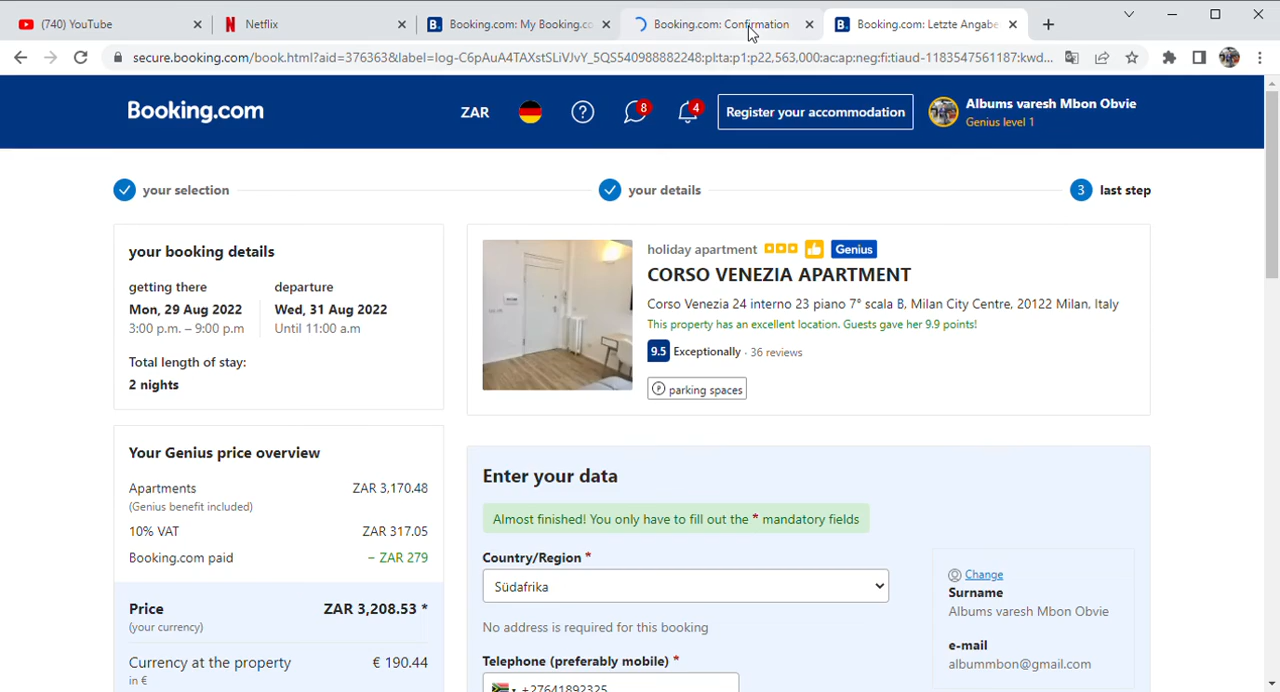 (740) YouTube
Netflix
Booking.com: My Booking.co
Booking.com: Confirmation
Booking.com: Letzte Angabe
secure.booking.com/book.html?aid=376363&label=log-C6pAuA4TAXstSLiVJvY_5QS540988882248:plta:p1:p22,563,000:ac:ap:neg:fi:tiaud-1183547561187:kwd...
Booking.com
ZAR
8
4
Register your accommodation
Albums varesh Mbon Obvie
Genius level 1
your selection
your details
3 last step
your booking details
getting there
departure
Mon, 29 Aug 2022
Wed, 31 Aug 2022
3:00 p.m. – 9:00 p.m
Until 11:00 a.m
Total length of stay:
2 nights
holiday apartment
Genius
CORSO VENEZIA APARTMENT
Corso Venezia 24 interno 23 piano 7° scala B, Milan City Centre, 20122 Milan, Italy
This property has an excellent location. Guests gave her 9.9 points!
9.5 Exceptionally · 36 reviews
P parking spaces
Your Genius price overview
Apartments ZAR 3,170.48
(Genius benefit included)
10% VAT ZAR 317.05
Booking.com paid − ZAR 279
Price ZAR 3,208.53 *
(your currency)
Currency at the property € 190.44
in €
Enter your data
Almost finished! You only have to fill out the * mandatory fields
Country/Region *
Südafrika
No address is required for this booking
Telephone (preferably mobile) *
+27641892325
Change
Surname
Albums varesh Mbon Obvie
e-mail
albummbon@gmail.com